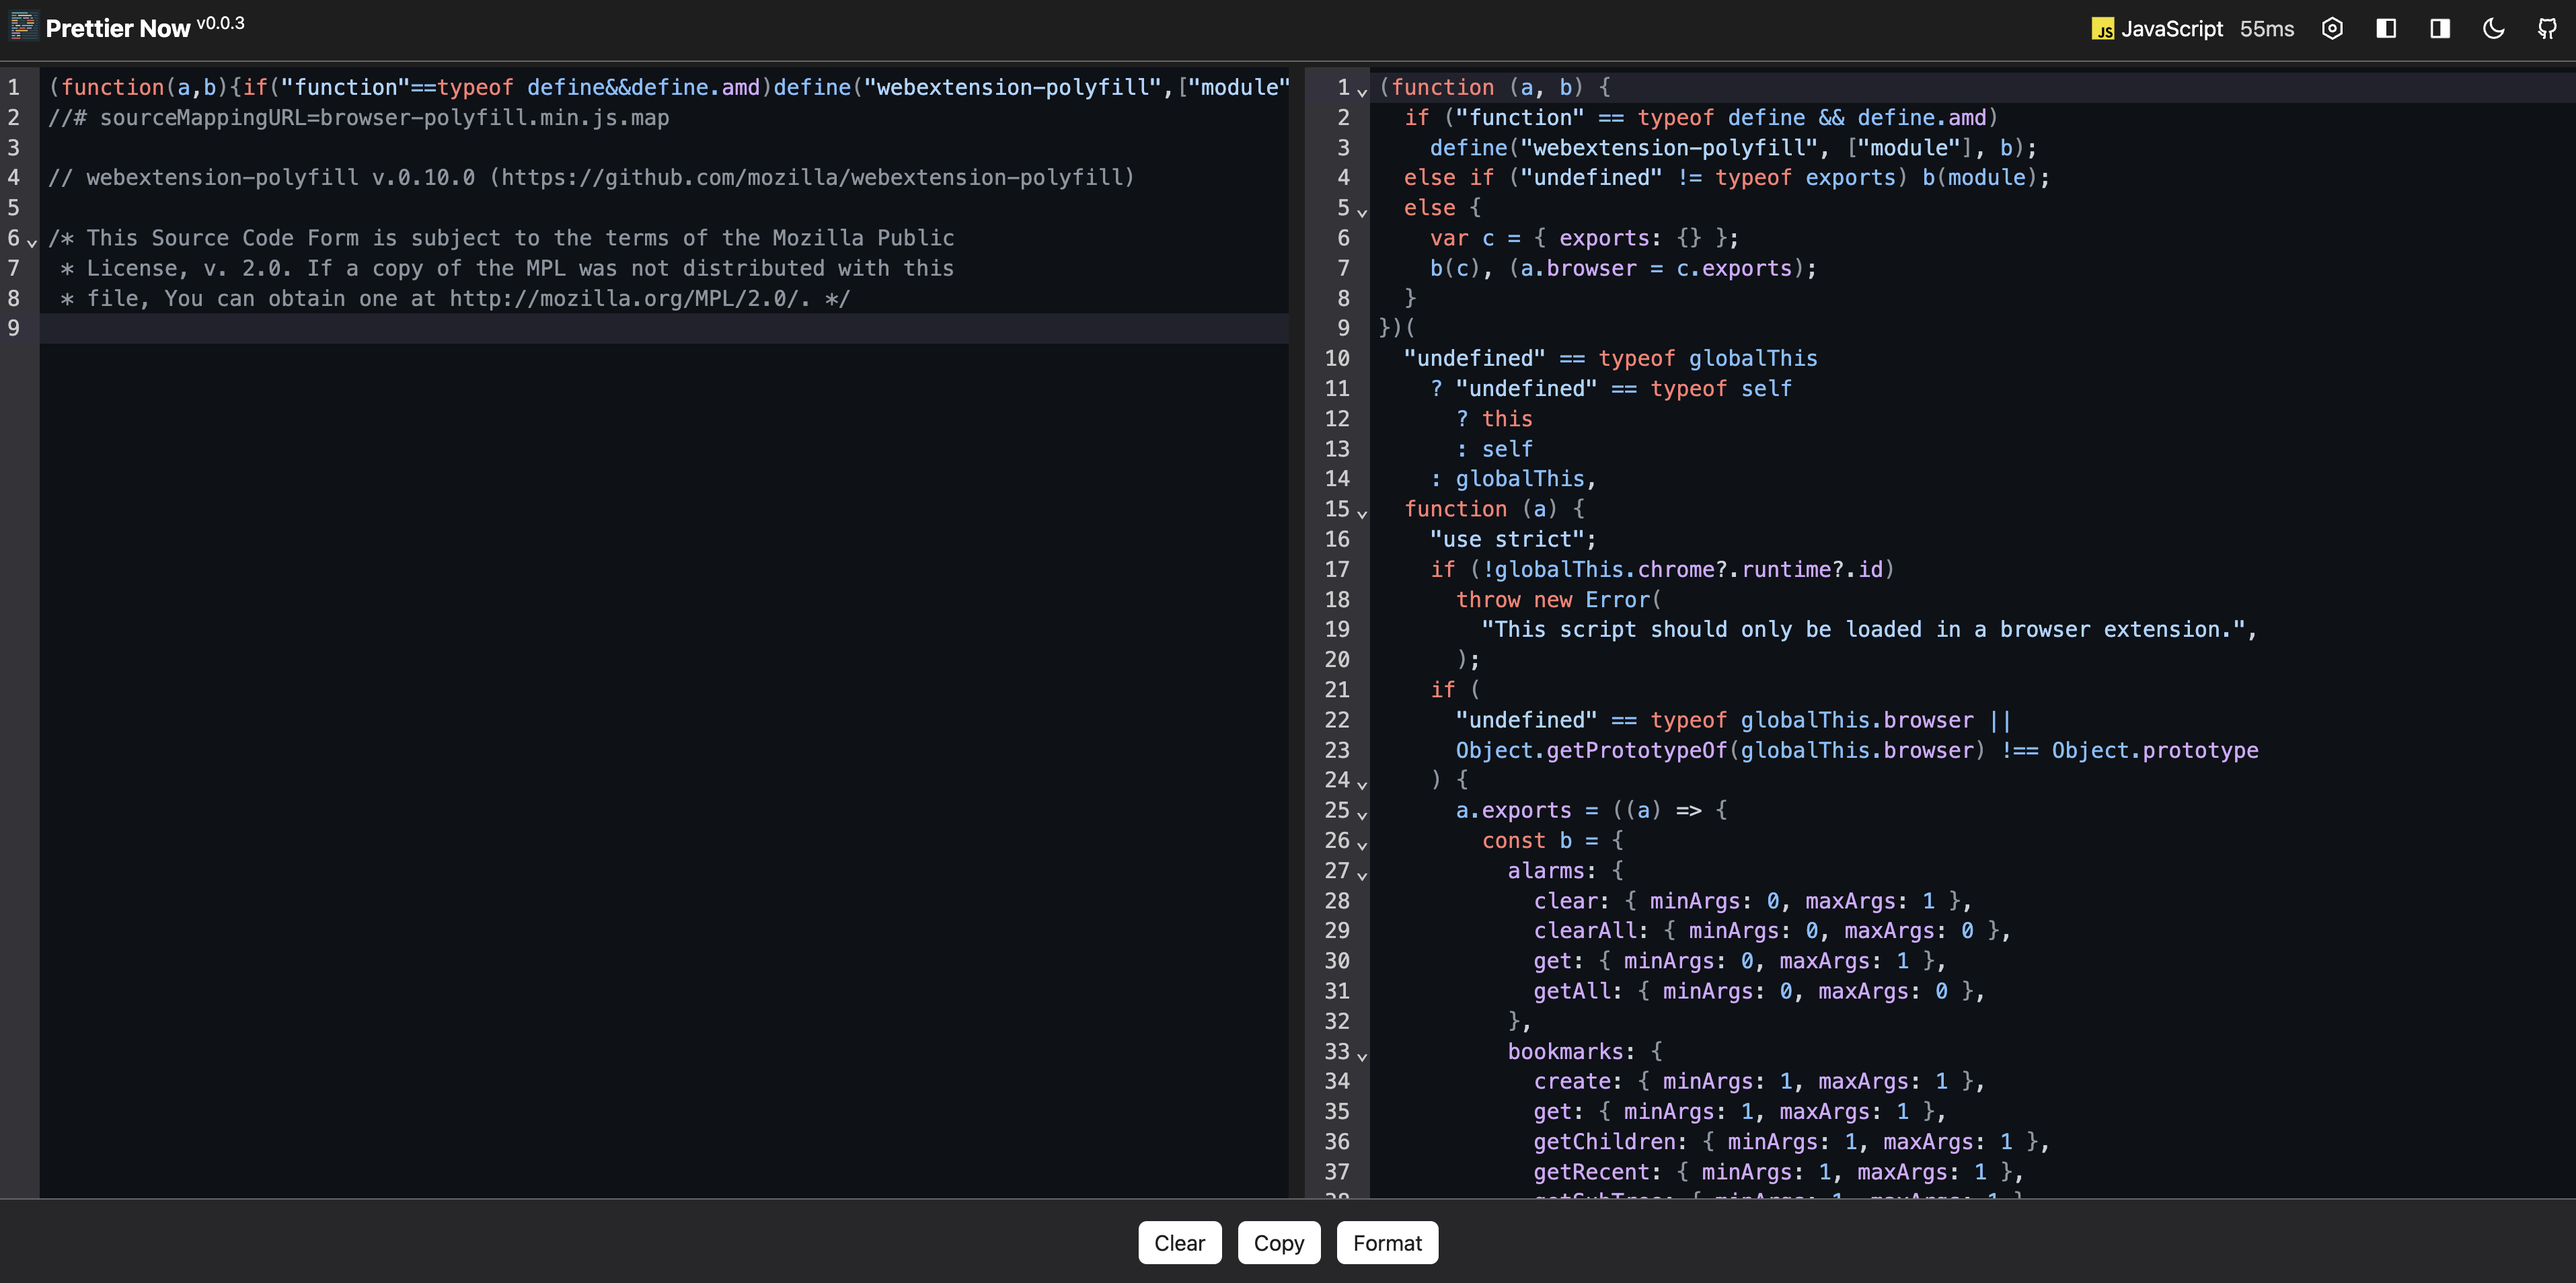 Prettier Now v0.0.3
JavaScript 55ms
1 (function(a,b){if("function"==typeof define&&define.amd)define("webextension-polyfill",["module"
2 //# sourceMappingURL=browser-polyfill.min.js.map
3
4 // webextension-polyfill v.0.10.0 (https://github.com/mozilla/webextension-polyfill)
5
6 /* This Source Code Form is subject to the terms of the Mozilla Public
7  * License, v. 2.0. If a copy of the MPL was not distributed with this
8  * file, You can obtain one at http://mozilla.org/MPL/2.0/. */
9
1 (function (a, b) {
2   if ("function" == typeof define && define.amd)
3     define("webextension-polyfill", ["module"], b);
4   else if ("undefined" != typeof exports) b(module);
5   else {
6     var c = { exports: {} };
7     b(c), (a.browser = c.exports);
8   }
9 })(
10   "undefined" == typeof globalThis
11     ? "undefined" == typeof self
12       ? this
13       : self
14     : globalThis,
15   function (a) {
16     "use strict";
17     if (!globalThis.chrome?.runtime?.id)
18       throw new Error(
19         "This script should only be loaded in a browser extension.",
20       );
21     if (
22       "undefined" == typeof globalThis.browser ||
23       Object.getPrototypeOf(globalThis.browser) !== Object.prototype
24     ) {
25       a.exports = ((a) => {
26         const b = {
27           alarms: {
28             clear: { minArgs: 0, maxArgs: 1 },
29             clearAll: { minArgs: 0, maxArgs: 0 },
30             get: { minArgs: 0, maxArgs: 1 },
31             getAll: { minArgs: 0, maxArgs: 0 },
32           },
33           bookmarks: {
34             create: { minArgs: 1, maxArgs: 1 },
35             get: { minArgs: 1, maxArgs: 1 },
36             getChildren: { minArgs: 1, maxArgs: 1 },
37             getRecent: { minArgs: 1, maxArgs: 1 },
Clear Copy Format